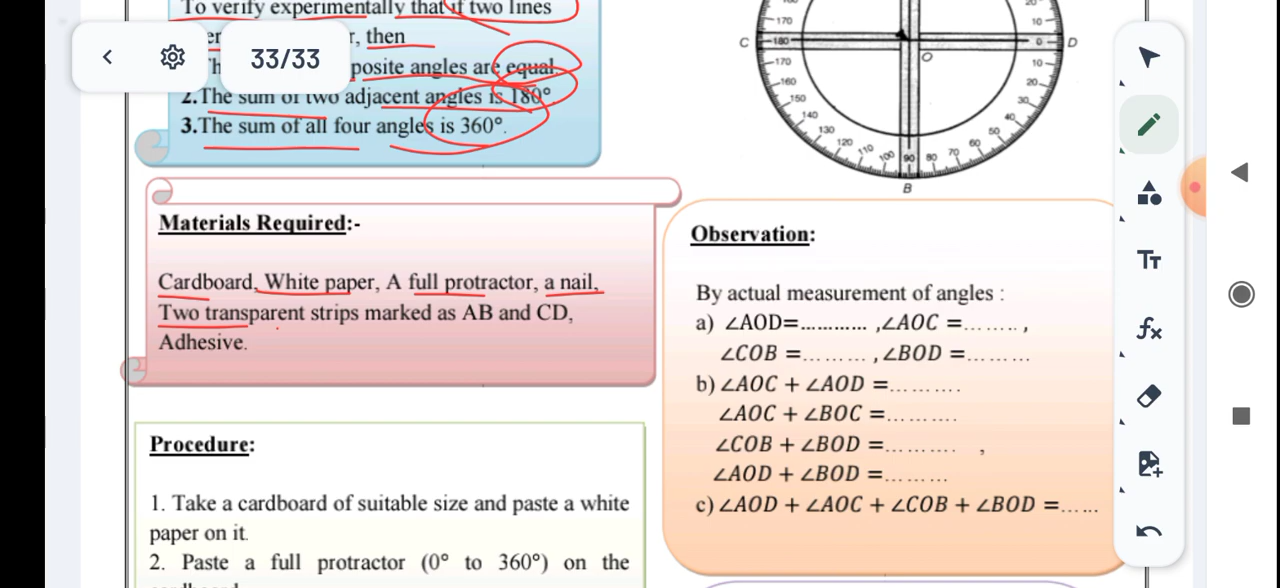 To verify experimentally that if two lines
r, then
posite angles are equal.
2.The sum of two adjacent angles is 180°.
3.The sum of all four angles is 360°.
33/33
Materials Required:-
Cardboard, White paper, A full protractor, a nail,
Two transparent strips marked as AB and CD,
Adhesive.
Procedure:
1. Take a cardboard of suitable size and paste a white
paper on it.
2. Paste a full protractor (0° to 360°) on the
C
D
O
B
170
180
170
160
150
140
130
120
110
100
90
80
70
60
50
40
30
20
10
0
10
20
Observation:
By actual measurement of angles :
a) ∠AOD=............ ,∠AOC =......... ,
∠COB =......... , ∠BOD =.........
b) ∠AOC + ∠AOD =..........
∠AOC + ∠BOC =..........
∠COB + ∠BOD =.......... ,
∠AOD + ∠BOD =.........
c) ∠AOD + ∠AOC + ∠COB + ∠BOD =......
TT
fx